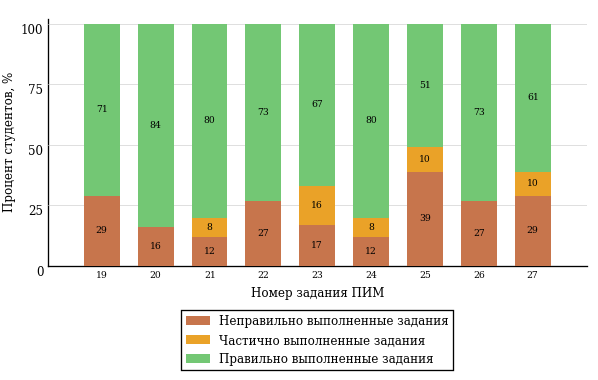 Процент студентов, %
100
75
50
25
0
71 84 80 73 67 80 51 73 61
8 16 8 10 10
29 16 12 27 17 12 39 27 29
19 20 21 22 23 24 25 26 27
Номер задания ПИМ
Неправильно выполненные задания
Частично выполненные задания
Правильно выполненные задания